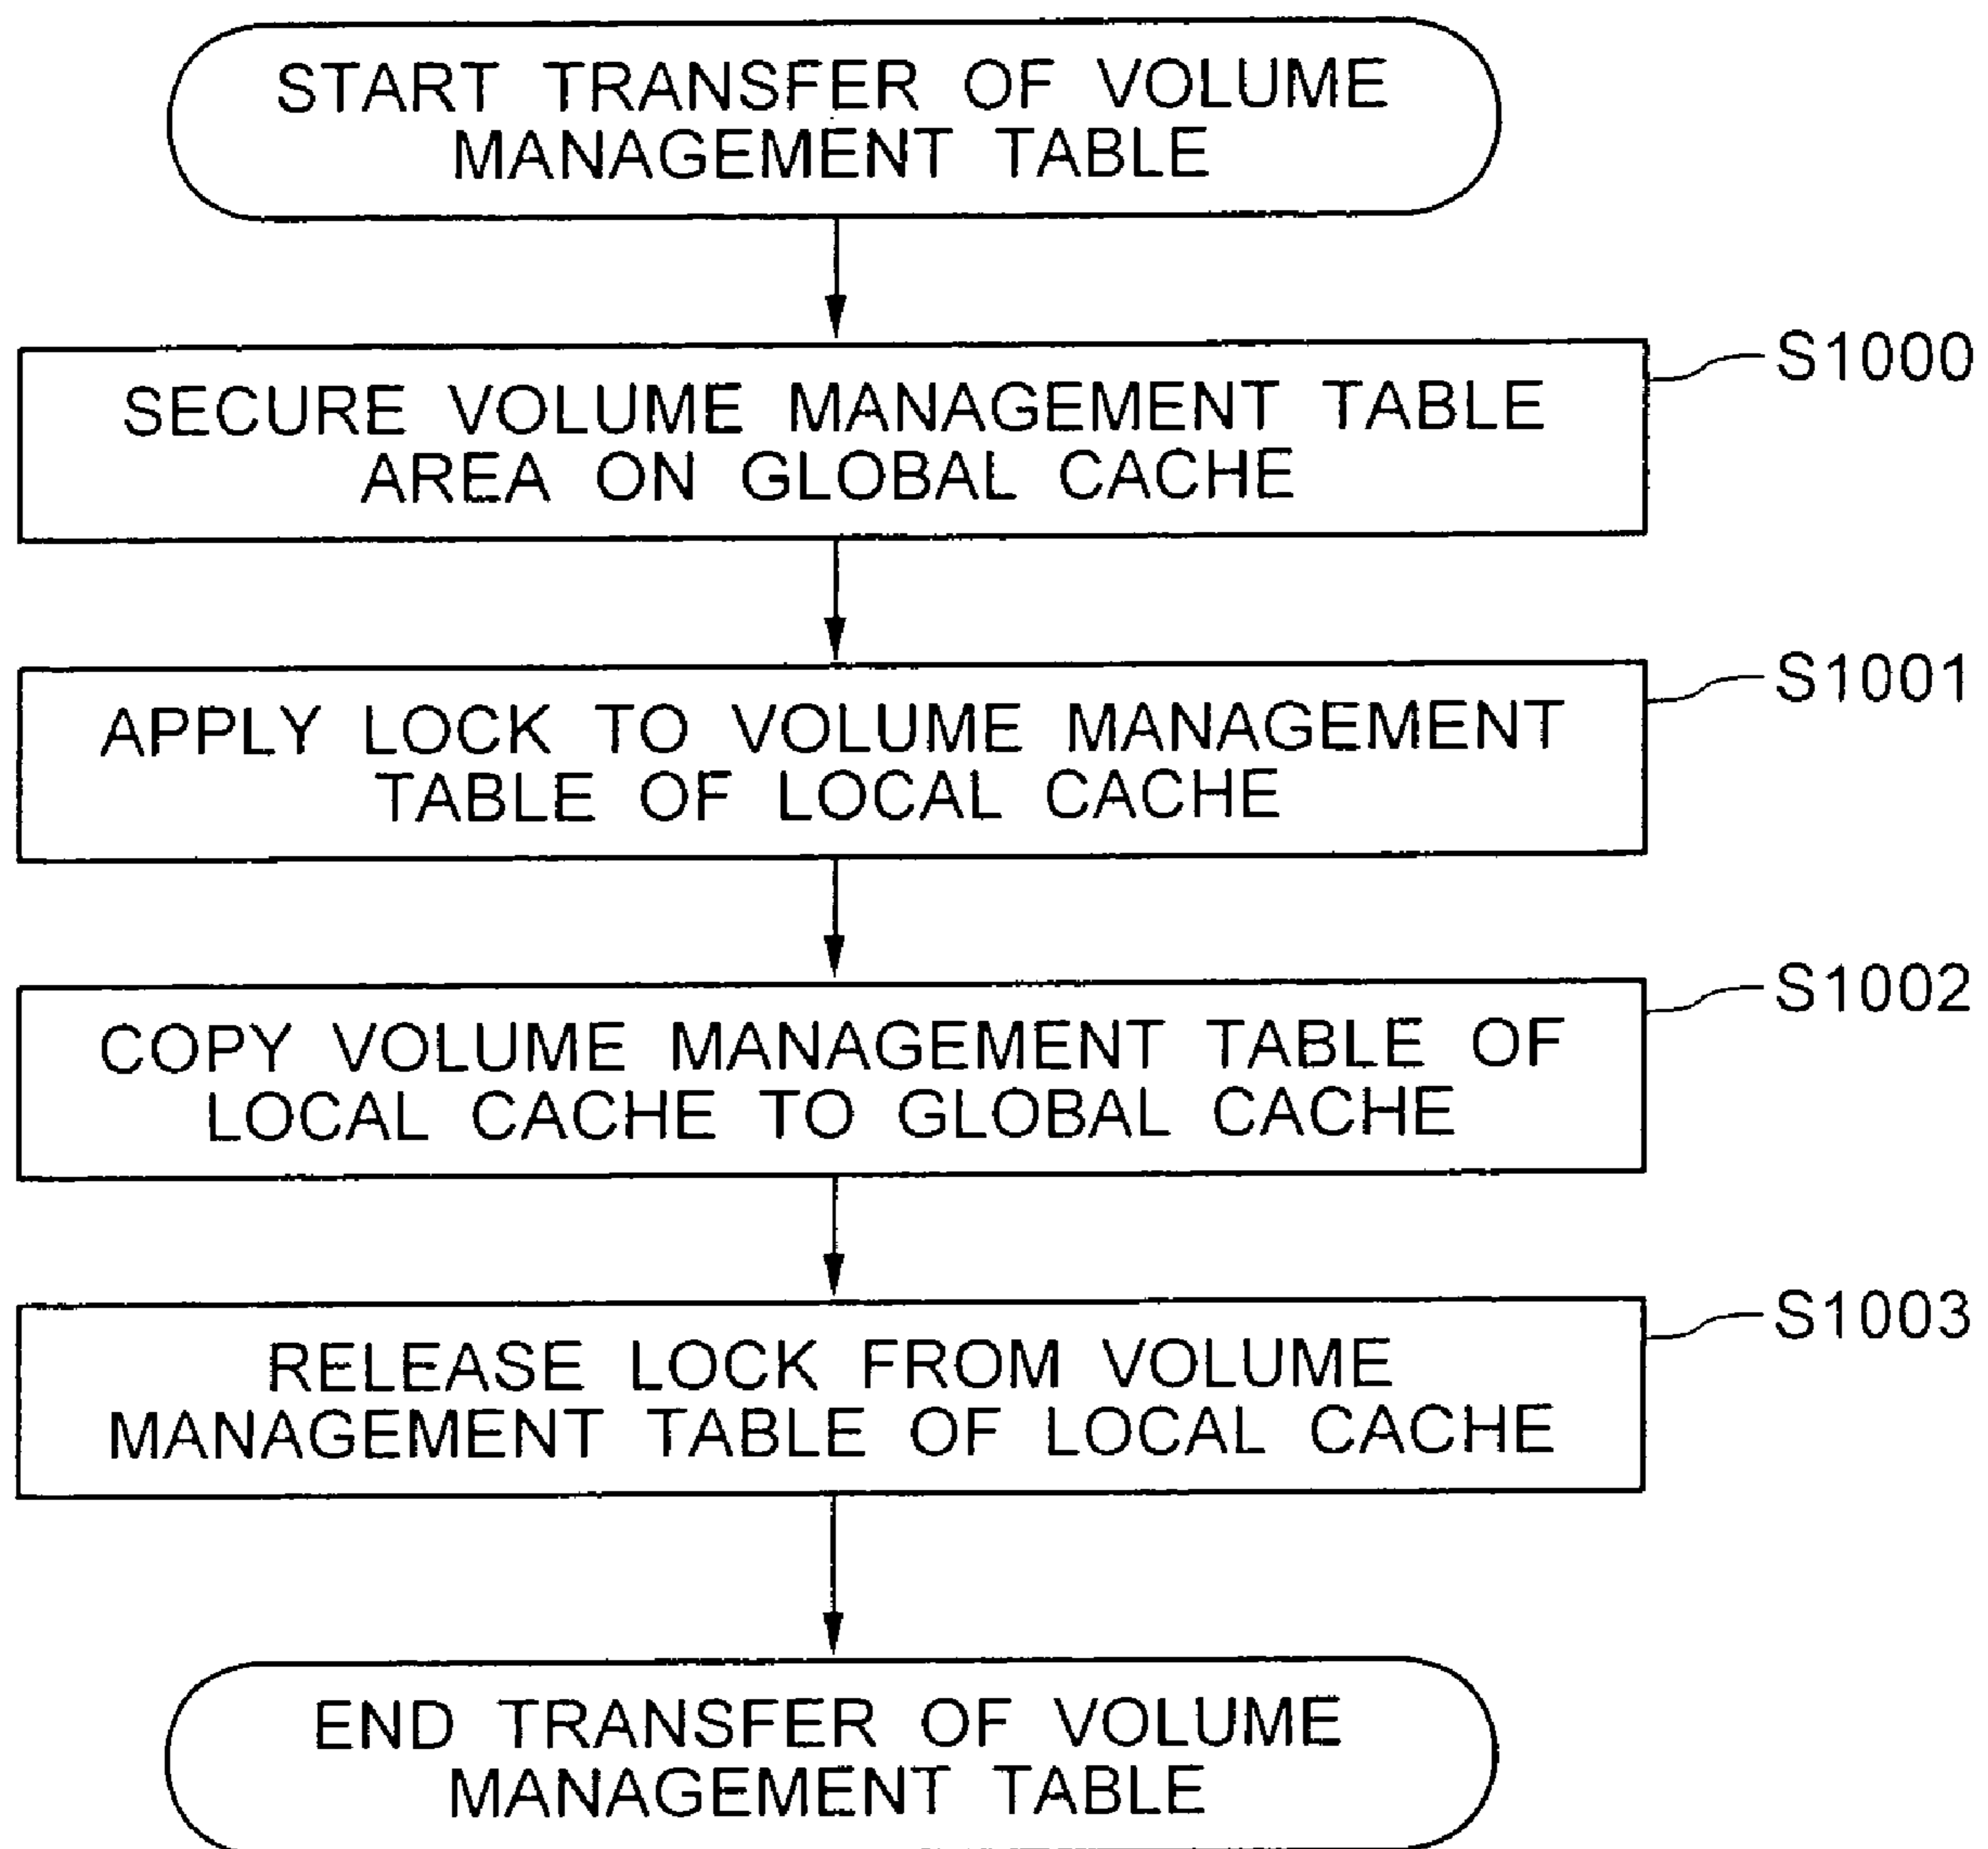 START TRANSFER OF VOLUME
MANAGEMENT TABLE
S1000
SECURE VOLUME MANAGEMENT TABLE
AREA ON GLOBAL CACHE
S1001
APPLY LOCK TO VOLUME MANAGEMENT
TABLE OF LOCAL CACHE
S1002
COPY VOLUME MANAGEMENT TABLE OF
LOCAL CACHE TO GLOBAL CACHE
S1003
RELEASE LOCK FROM VOLUME
MANAGEMENT TABLE OF LOCAL CACHE
END TRANSFER OF VOLUME
MANAGEMENT TABLE